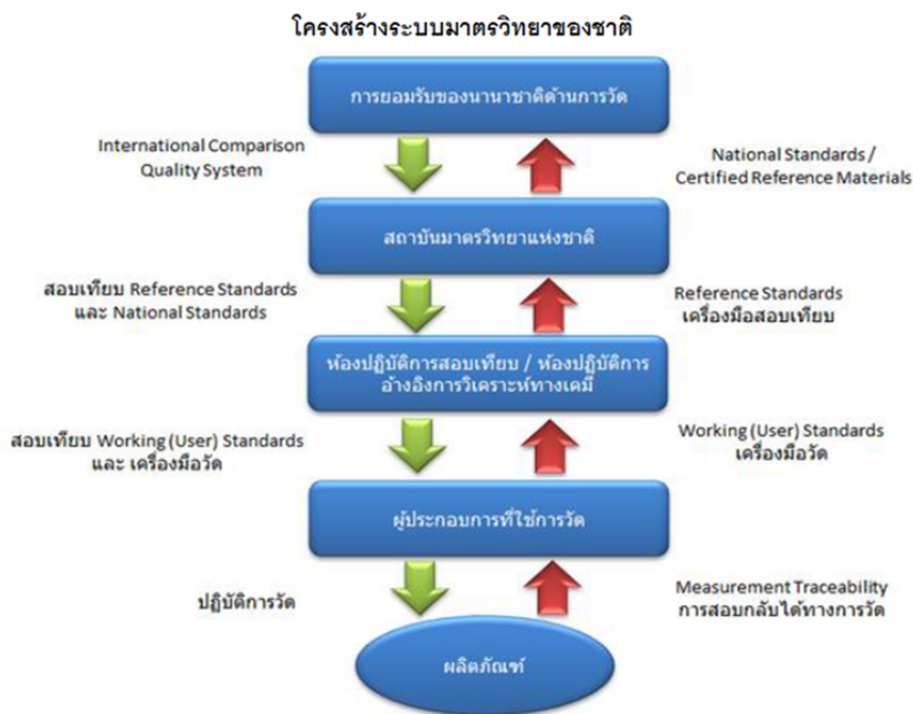 โครงสร้างระบบมาตรวิทยาของชาติ
การยอมรับของนานาชาติด้านการวัด
International Comparison
Quality System
National Standards /
Certified Reference Materials
สถาบันมาตรวิทยาแห่งชาติ
สอบเทียบ Reference Standards
และ National Standards
Reference Standards
เครื่องมือสอบเทียบ
ห้องปฏิบัติการสอบเทียบ / ห้องปฏิบัติการ
อ้างอิงการวิเคราะห์ทางเคมี
สอบเทียบ Working (User) Standards
และ เครื่องมือวัด
Working (User) Standards
เครื่องมือวัด
ผู้ประกอบการที่ใช้การวัด
ปฏิบัติการวัด
Measurement Traceability
การสอบกลับได้ทางการวัด
ผลิตภัณฑ์